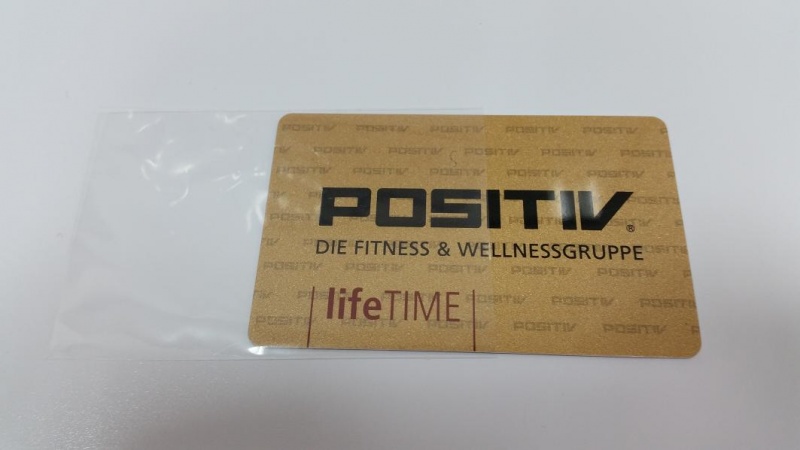 POSITIV®
DIE FITNESS & WELLNESSGRUPPE
lifeTIME